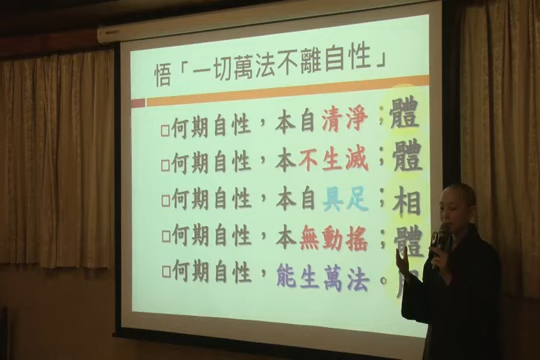 悟「一切萬法不離自性」
□何期自性，本自清淨；體
□何期自性，本不生滅；體
□何期自性，本自具足；相
□何期自性，本無動搖；體
□何期自性，能生萬法。